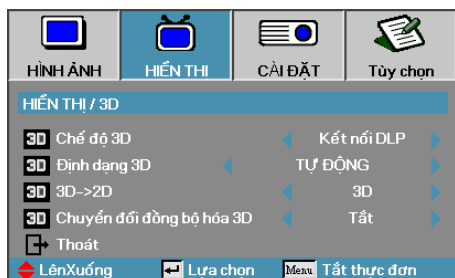 HÌNH ẢNH HIỂN THI CÀI ĐẶT Tùy chọn
HIỂN THỊ / 3D
3D Chế độ 3D Kết nối DLP
3D Định dạng 3D TỰ ĐỘNG
3D 3D->2D 3D
3D Chuyển đổi đồng bộ hóa 3D Tắt
Thoát
LênXuống Lựa chon Menu Tắt thực đơn